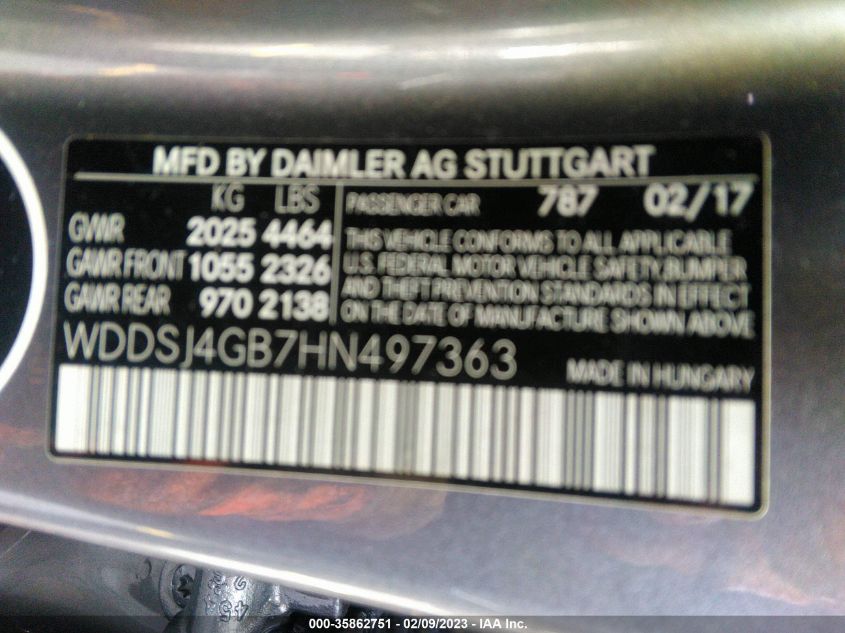 MFD BY DAIMLER AG STUTTGART
KG LBS PASSENGER CAR 787 02/17
GVWR 2025 4464 THIS VEHICLE CONFORMS TO ALL APPLICABLE
GAWR FRONT 1055 2326 U.S. FEDERAL MOTOR VEHICLE SAFETY, BUMPER
GAWR REAR 970 2138 AND THEFT PREVENTION STANDARDS IN EFFECT
ON THE DATE OF MANUFACTURE SHOWN ABOVE.
WDDSJ4GB7HN497363
MADE IN HUNGARY
000-35862751 - 02/09/2023 - IAA Inc.